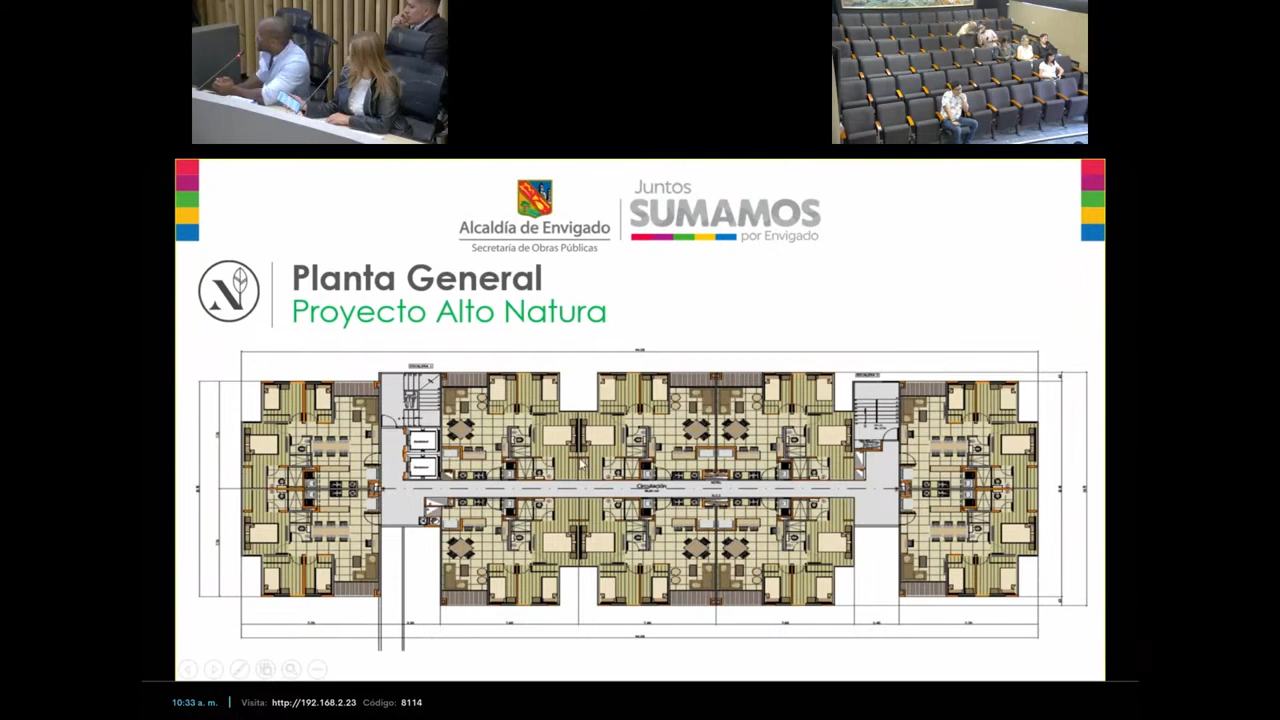 Alcaldía de Envigado
Secretaría de Obras Públicas
Juntos
SUMAMOS
por Envigado
N
Planta General
Proyecto Alto Natura
Circulación
10:33 a. m. | Visita: http://192.168.2.23 Código: 8114